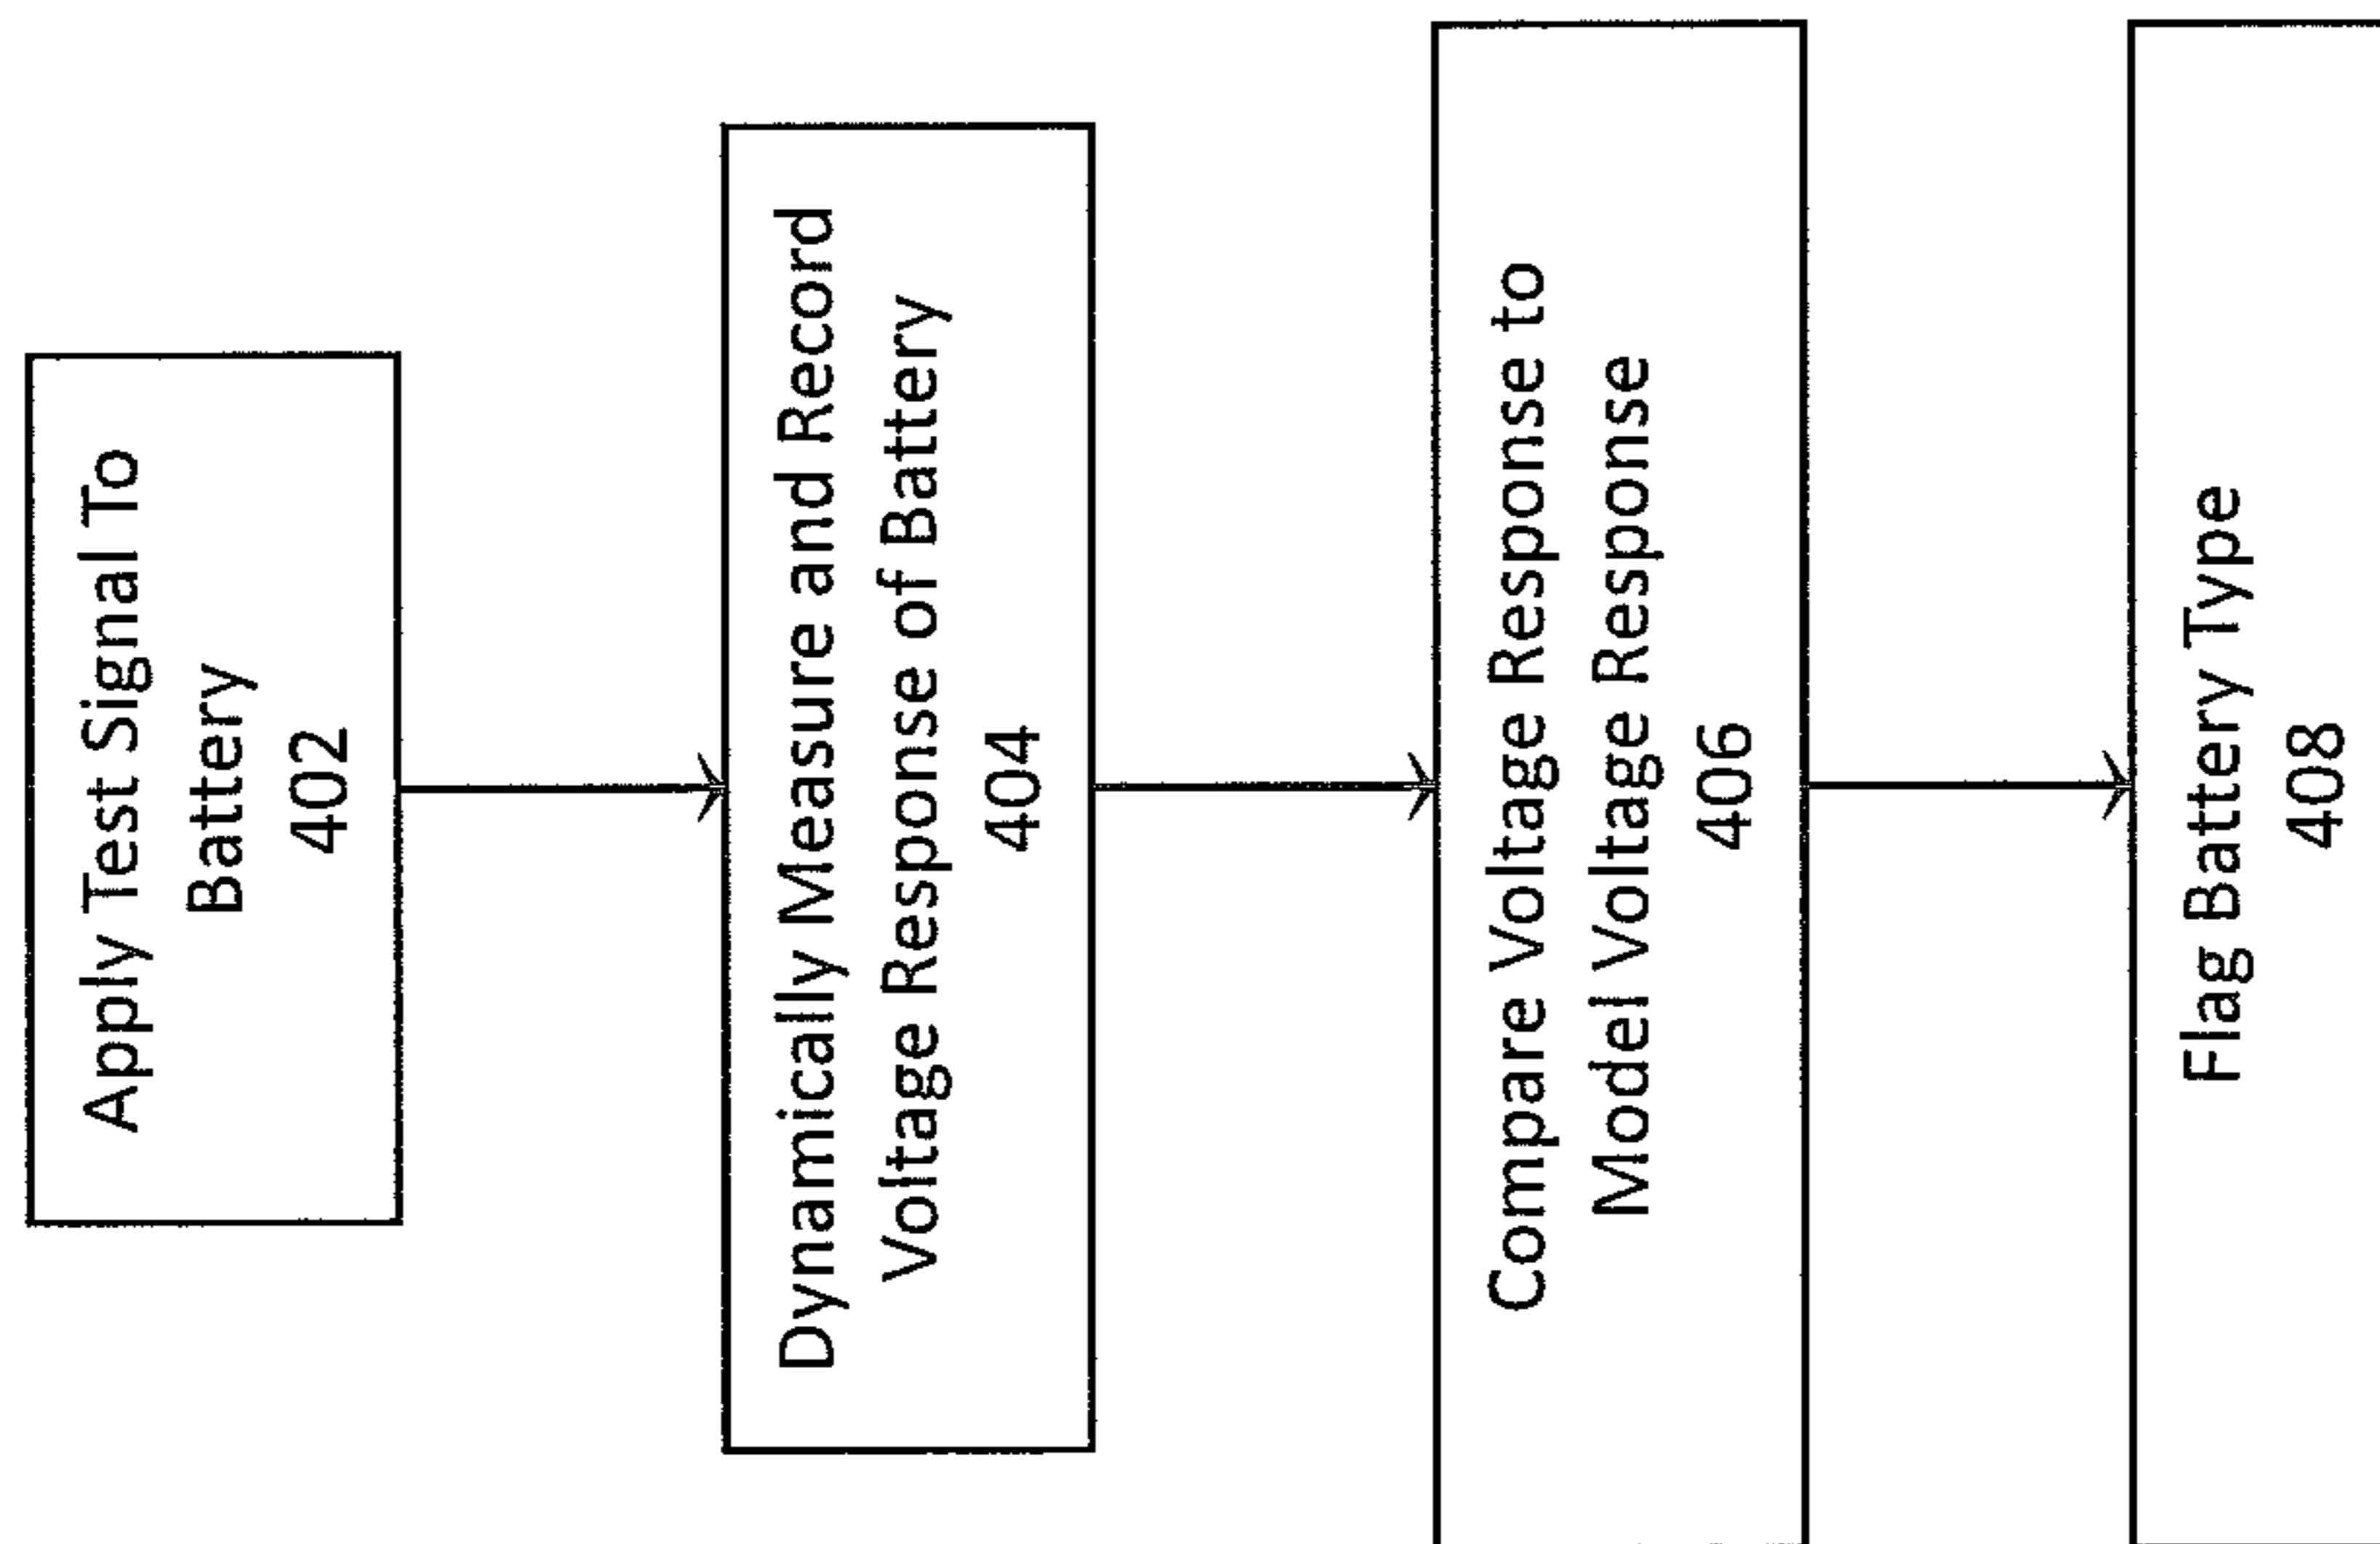 Apply Test Signal To
Battery
402
Dynamically Measure and Record
Voltage Response of Battery
404
Compare Voltage Response to
Model Voltage Response
406
Flag Battery Type
408